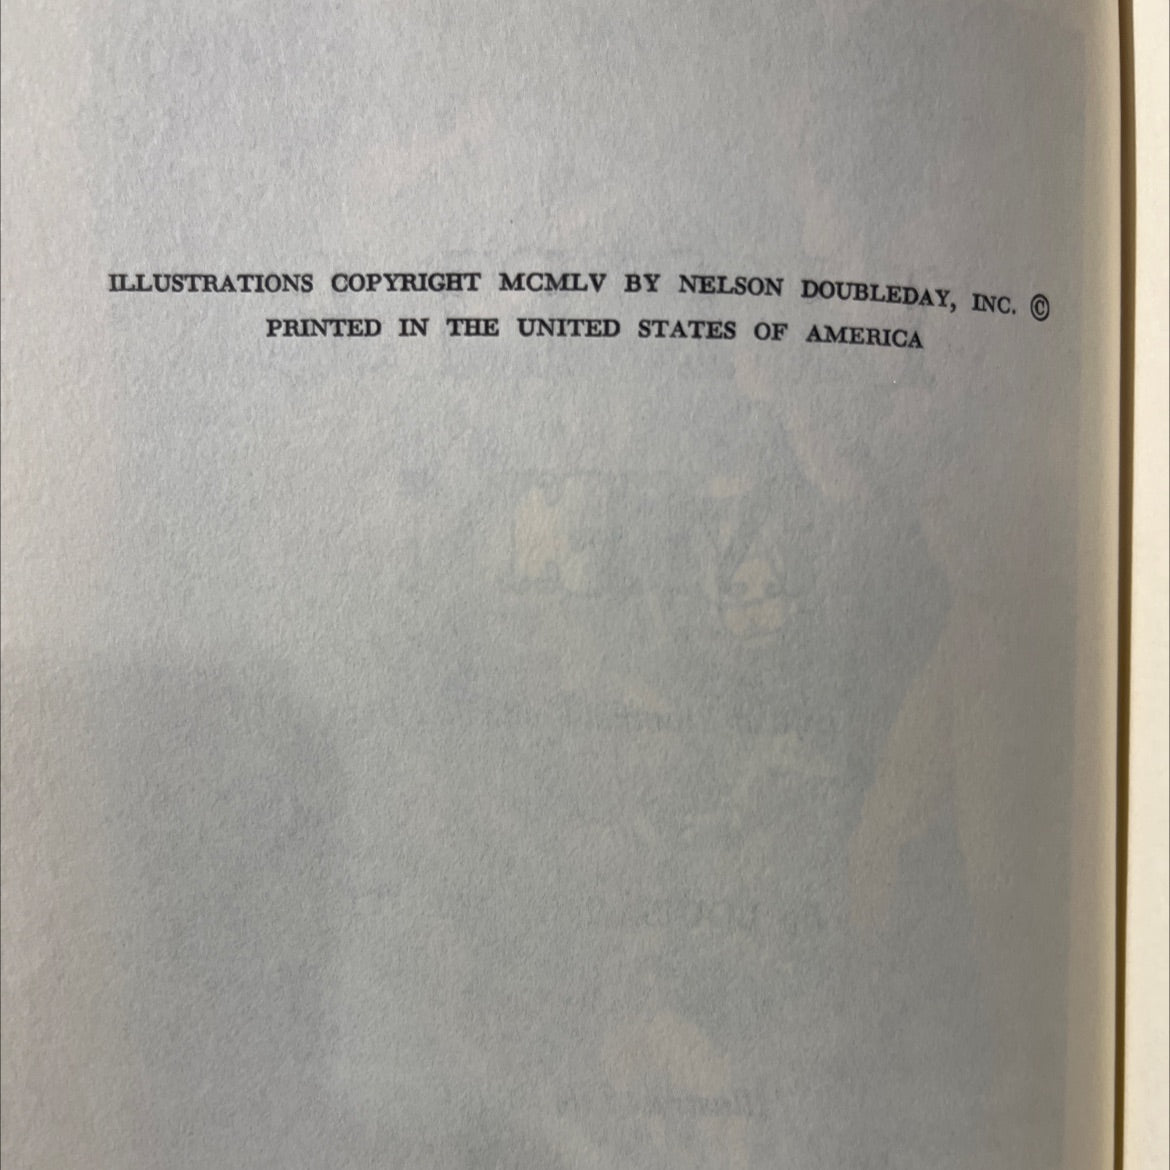 ILLUSTRATIONS COPYRIGHT MCMLV BY NELSON DOUBLEDAY, INC. ©
PRINTED IN THE UNITED STATES OF AMERICA